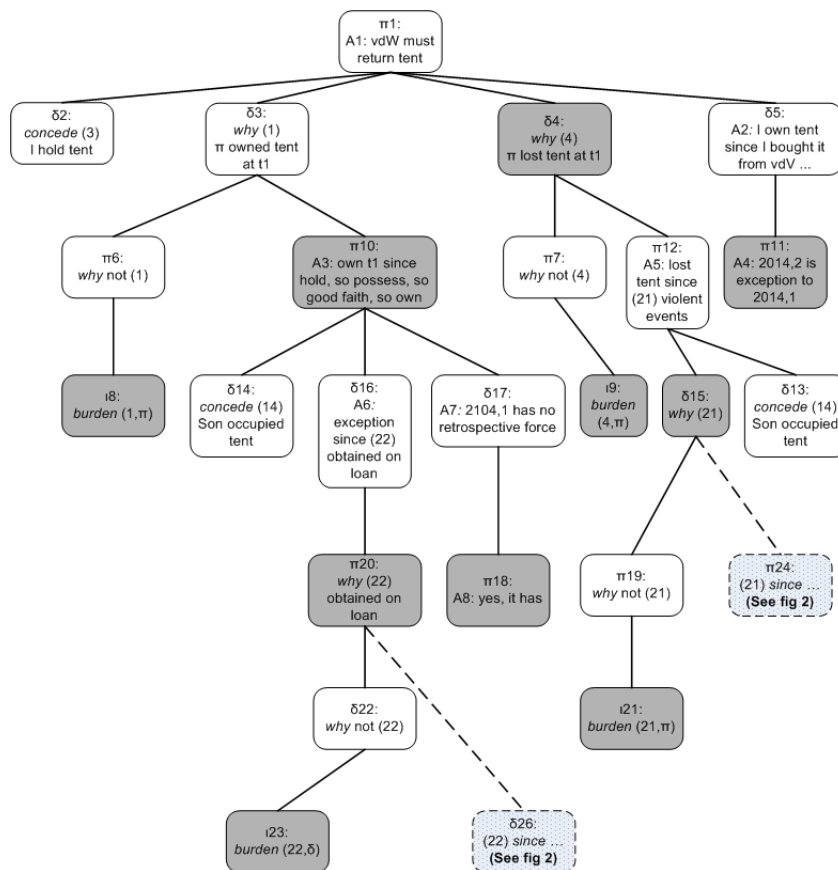 π1:
A1: vdW must
return tent
δ2:
concede (3)
I hold tent
δ3:
why (1)
π owned tent
at t1
δ4:
why (4)
π lost tent at t1
δ5:
A2: I own tent
since I bought it
from vdV ...
π6:
why not (1)
π10:
A3: own t1 since
hold, so possess, so
good faith, so own
π7:
why not (4)
π12:
A5: lost
tent since
(21) violent
events
π11:
A4: 2014,2 is
exception to
2014,1
ι8:
burden (1,π)
δ14:
concede (14)
Son occupied
tent
δ16:
A6:
exception
since (22)
obtained on
loan
δ17:
A7: 2104,1 has no
retrospective force
ι9:
burden
(4,π)
δ15:
why (21)
δ13:
concede (14)
Son occupied
tent
π20:
why (22)
obtained on
loan
π18:
A8: yes, it has
π19:
why not (21)
π24:
(21) since ...
(See fig 2)
δ22:
why not (22)
ι21:
burden (21,π)
ι23:
burden (22,δ)
δ26:
(22) since ...
(See fig 2)